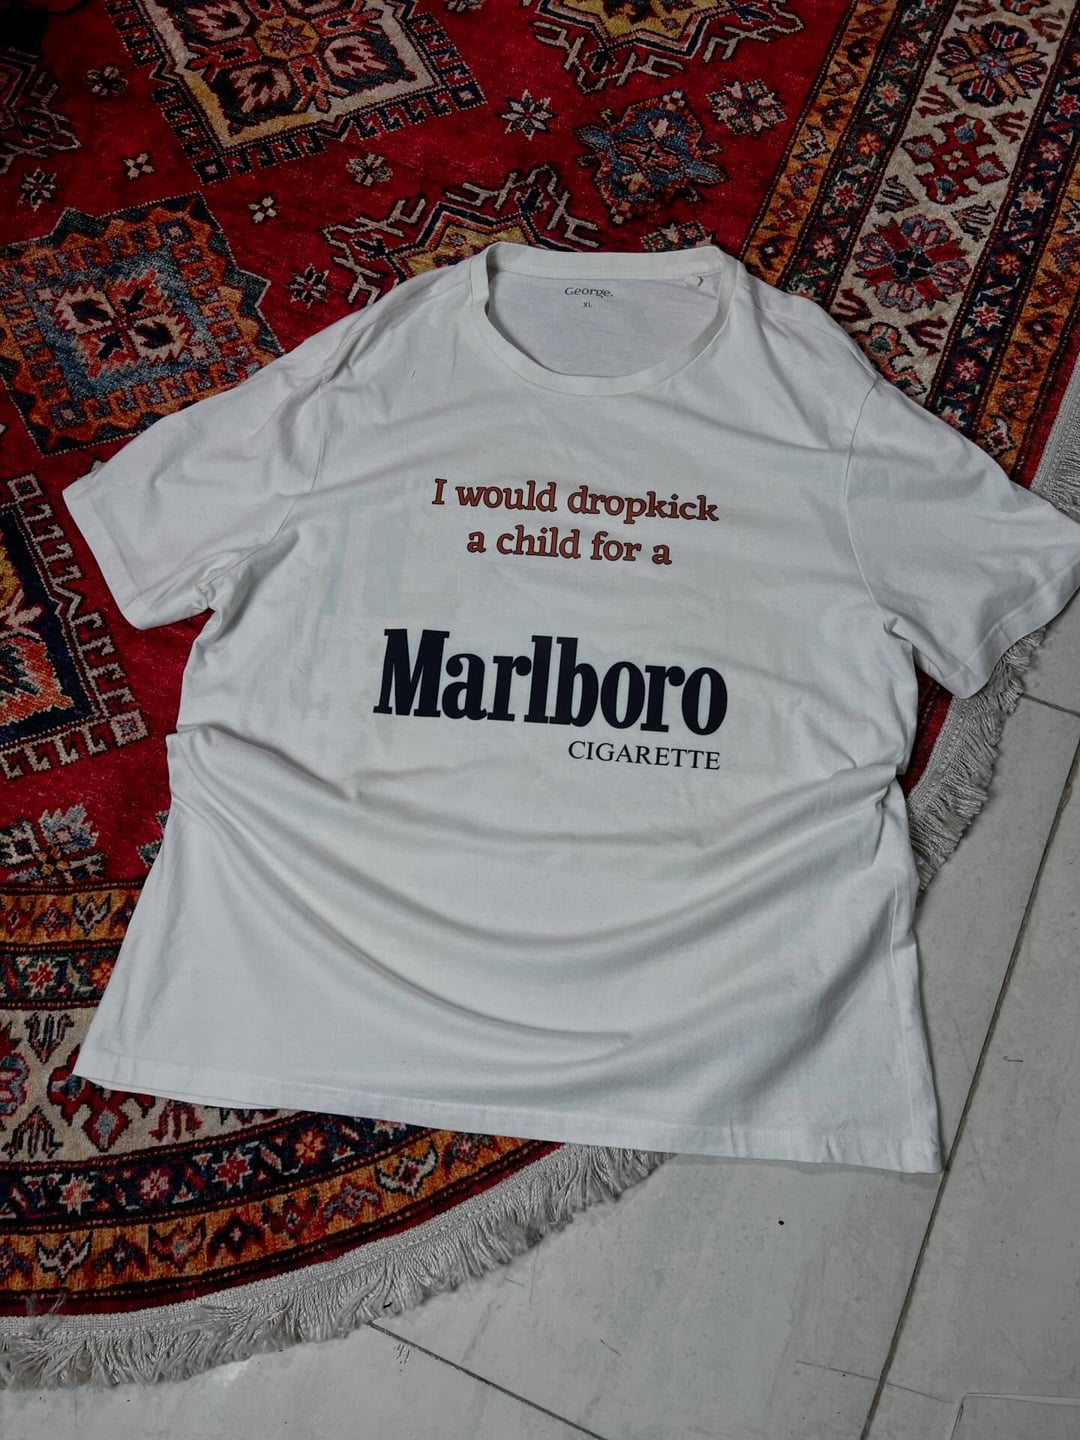 George.
XL
I would dropkick
a child for a
Marlboro
CIGARETTE